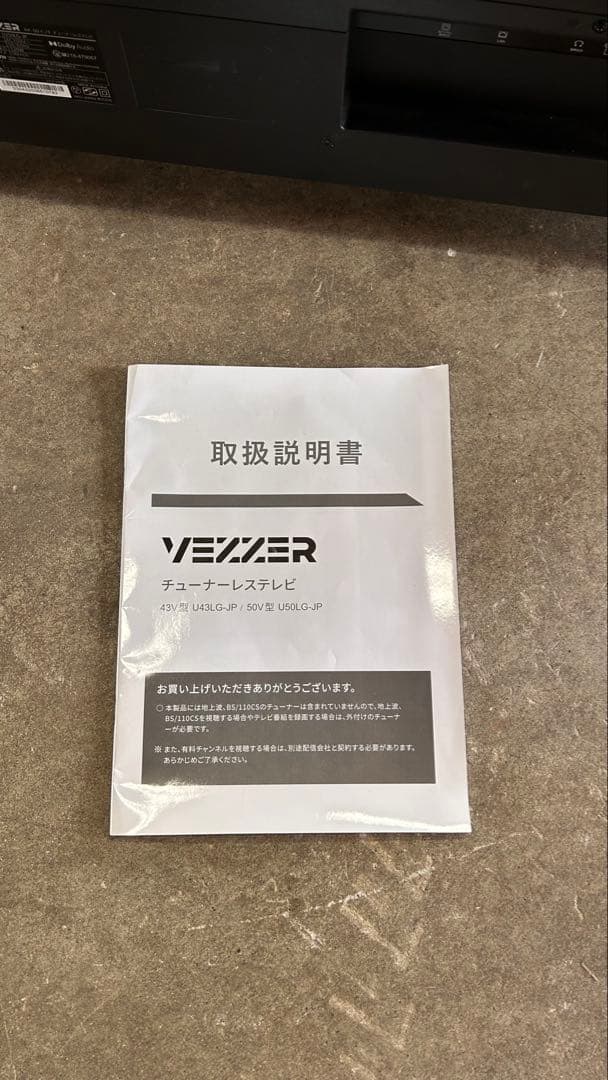 Dolby Audio
取扱説明書
VEZZER
チューナーレステレビ
43V型 U43LG-JP / 50V型 U50LG-JP
お買い上げいただきありがとうございます。
○ 本製品には地上波、BS/110CSのチューナーは含まれていませんので、地上波、
BS/110CSを視聴する場合やテレビ番組を録画する場合は、外付けのチューナ
ーが必要です。
※ また、有料チャンネルを視聴する場合は、別途配信会社と契約する必要があります。
あらかじめご了承ください。